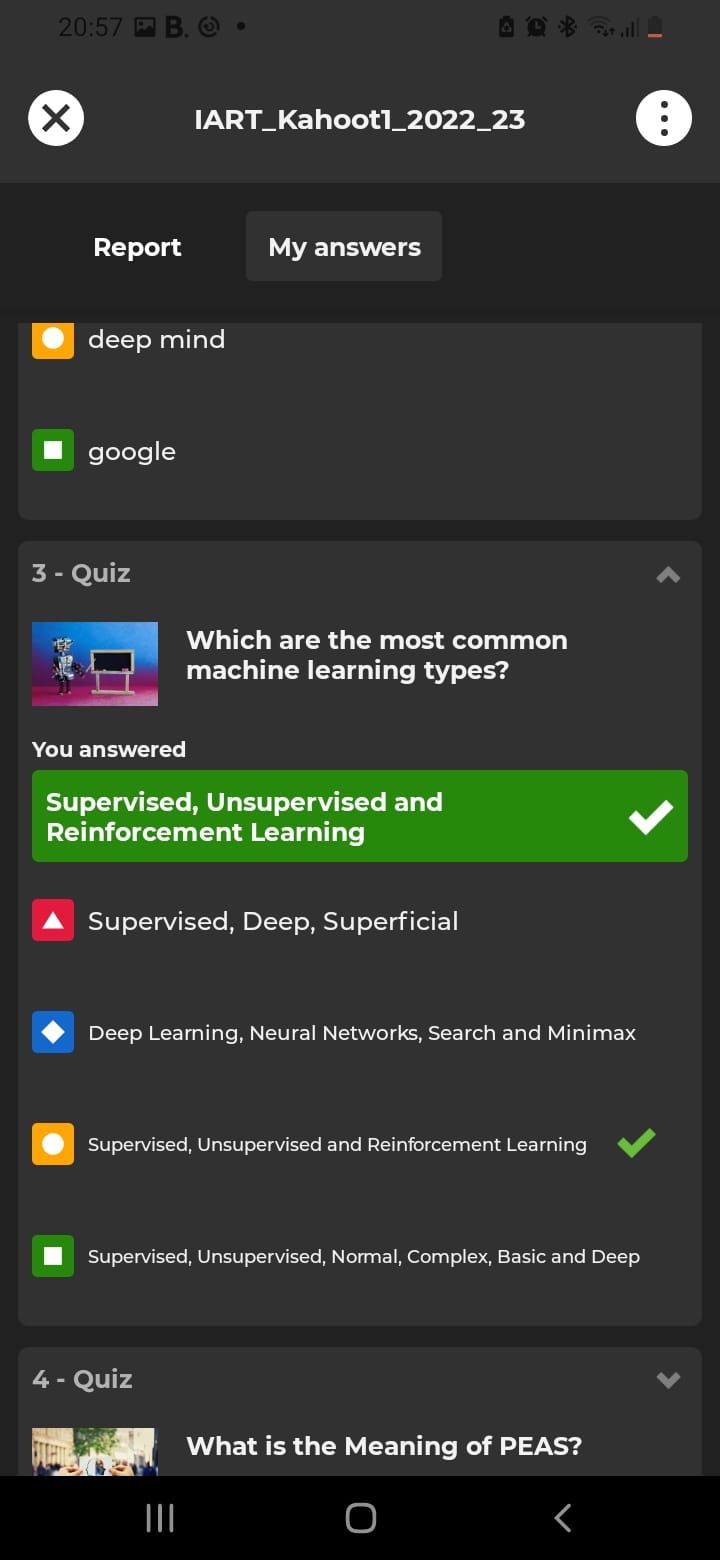 20:57 B.
IART_Kahoot1_2022_23
Report My answers
deep mind
google
3 - Quiz
Which are the most common
machine learning types?
You answered
Supervised, Unsupervised and
Reinforcement Learning
Supervised, Deep, Superficial
Deep Learning, Neural Networks, Search and Minimax
Supervised, Unsupervised and Reinforcement Learning
Supervised, Unsupervised, Normal, Complex, Basic and Deep
4 - Quiz
What is the Meaning of PEAS?